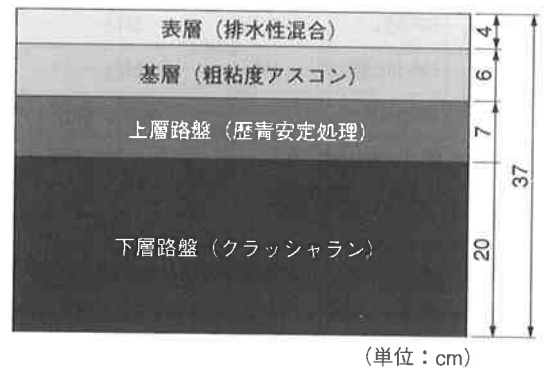 表層（排水性混合）
4
基層（粗粘度アスコン）
6
上層路盤（歴青安定処理）
7
37
下層路盤（クラッシャラン）
20
（単位：cm）